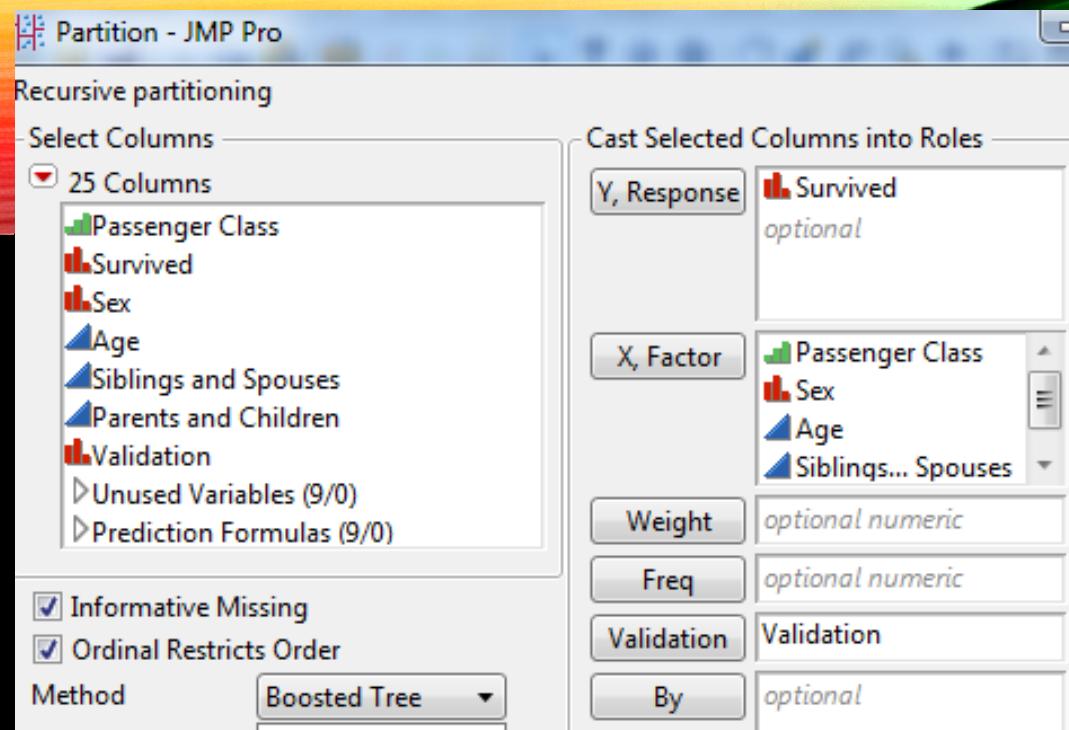 Partition - JMP Pro
Recursive partitioning
Select Columns
25 Columns
Passenger Class
Survived
Sex
Age
Siblings and Spouses
Parents and Children
Validation
Unused Variables (9/0)
Prediction Formulas (9/0)
Informative Missing
Ordinal Restricts Order
Method
Boosted Tree
Cast Selected Columns into Roles
Y, Response
Survived
optional
X, Factor
Passenger Class
Sex
Age
Siblings... Spouses
Weight
optional numeric
Freq
optional numeric
Validation
Validation
By
optional